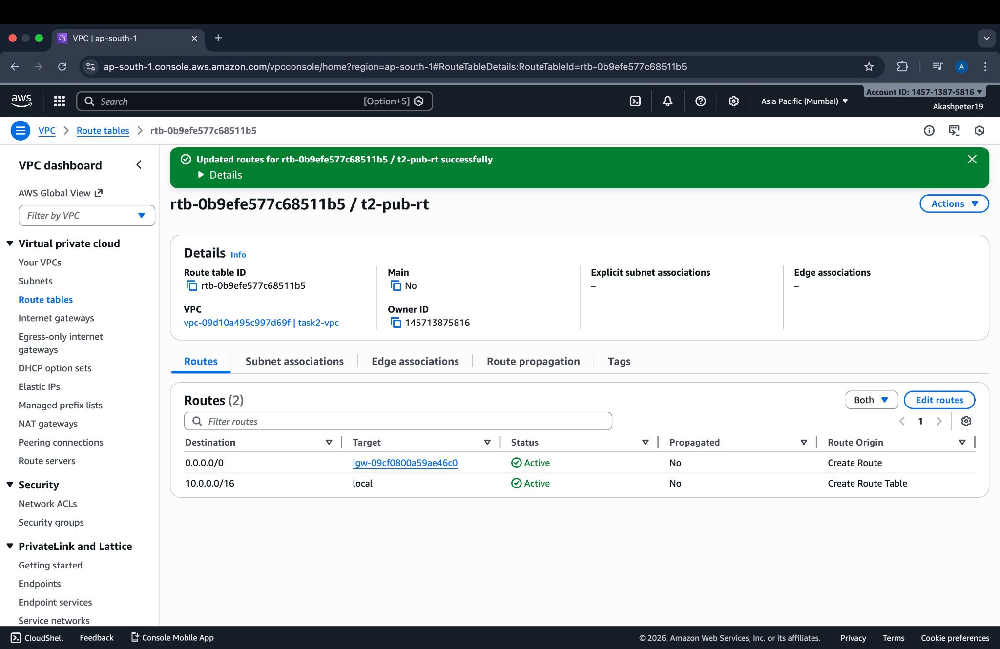 VPC | ap-south-1
ap-south-1.console.aws.amazon.com/vpcconsole/home?region=ap-south-1#RouteTableDetails:RouteTableId=rtb-0b9efe577c68511b5
A
aws
Search
[Option+S]
Asia Pacific (Mumbai)
Account ID: 1457-1387-5816
Akashpeter19
VPC
Route tables
rtb-0b9efe577c68511b5
VPC dashboard
AWS Global View
Filter by VPC
Virtual private cloud
Your VPCs
Subnets
Route tables
Internet gateways
Egress-only internet
gateways
DHCP option sets
Elastic IPs
Managed prefix lists
NAT gateways
Peering connections
Route servers
Security
Network ACLs
Security groups
PrivateLink and Lattice
Getting started
Endpoints
Endpoint services
Service networks
Updated routes for rtb-0b9efe577c68511b5 / t2-pub-rt successfully
Details
rtb-0b9efe577c68511b5 / t2-pub-rt
Actions
Details Info
Route table ID
rtb-0b9efe577c68511b5
Main
No
Explicit subnet associations
–
Edge associations
–
VPC
vpc-09d10a495c997d69f | task2-vpc
Owner ID
145713875816
Routes
Subnet associations
Edge associations
Route propagation
Tags
Routes (2)
Both
Edit routes
Filter routes
1
Destination Target Status Propagated Route Origin
0.0.0.0/0 igw-09cf0800a59ae46c0 Active No Create Route
10.0.0.0/16 local Active No Create Route Table
CloudShell
Feedback
Console Mobile App
© 2026, Amazon Web Services, Inc. or its affiliates.
Privacy
Terms
Cookie preferences